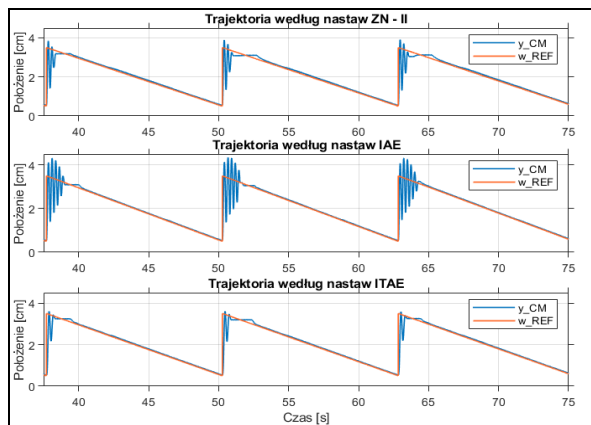 Trajektoria według nastaw ZN - II
Położenie [cm]
4
2
0
y_CM
w_REF
40 45 50 55 60 65 70 75
Trajektoria według nastaw IAE
Położenie [cm]
4
2
0
y_CM
w_REF
40 45 50 55 60 65 70 75
Trajektoria według nastaw ITAE
Położenie [cm]
4
2
0
y_CM
w_REF
40 45 50 55 60 65 70 75
Czas [s]